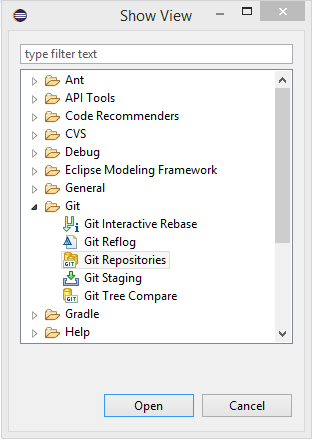 Show View
type filter text
Ant
API Tools
Code Recommenders
CVS
Debug
Eclipse Modeling Framework
General
Git
Git Interactive Rebase
Git Reflog
Git Repositories
Git Staging
Git Tree Compare
Gradle
Help
Open Cancel